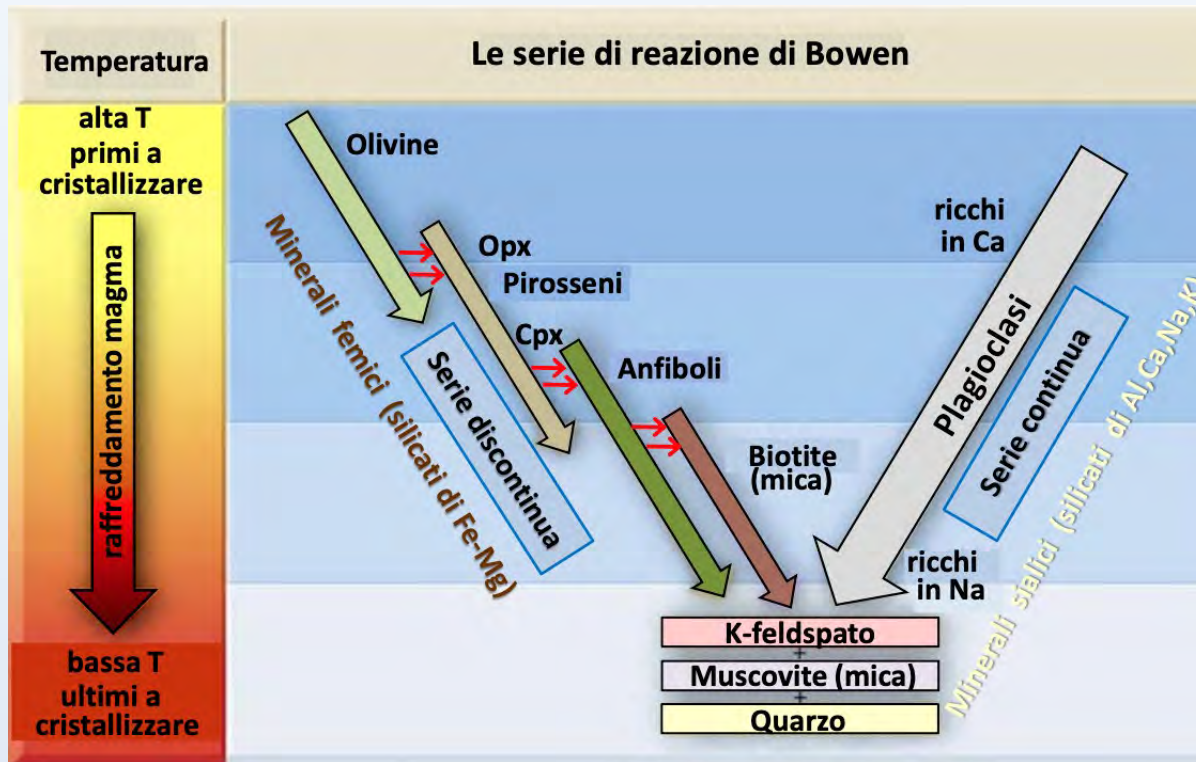 Temperatura
Le serie di reazione di Bowen
alta T
primi a
cristallizzare
raffreddamento magma
bassa T
ultimi a
cristallizzare
Olivine
Opx
Pirosseni
Cpx
Anfiboli
Biotite
(mica)
Minerali femici (silicati di Fe-Mg)
Serie discontinua
ricchi
in Ca
Plagioclasi
Serie continua
ricchi
in Na
Minerali sialici (silicati di Al,Ca,Na,K)
K-feldspato
+
Muscovite (mica)
+
Quarzo